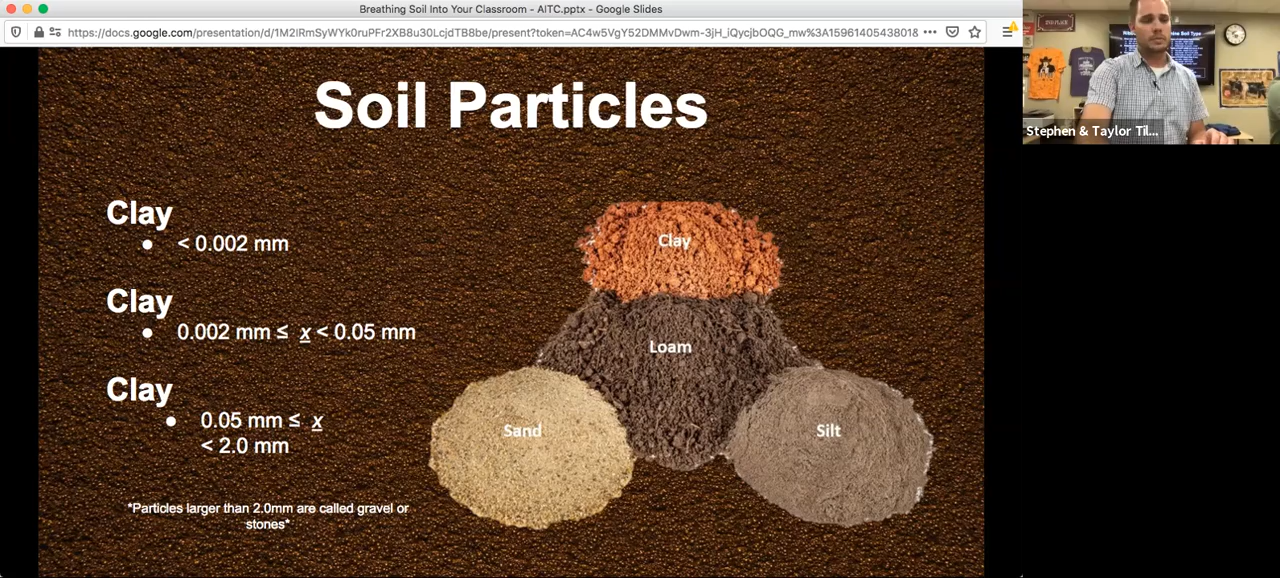 Breathing Soil Into Your Classroom - AITC.pptx - Google Slides
https://docs.google.com/presentation/d/1M2lRmSyWYk0ruPFr2XB8u30LcjdTB8be/present?token=AC4w5VgY52DMMvDwm-3jH_iQycjbOQG_mw%3A1596140543801&
Soil Particles
Clay
• < 0.002 mm
Clay
• 0.002 mm ≤ x < 0.05 mm
Clay
• 0.05 mm ≤ x
< 2.0 mm
*Particles larger than 2.0mm are called gravel or
stones*
Clay
Loam
Sand
Silt
Stephen & Taylor Til...